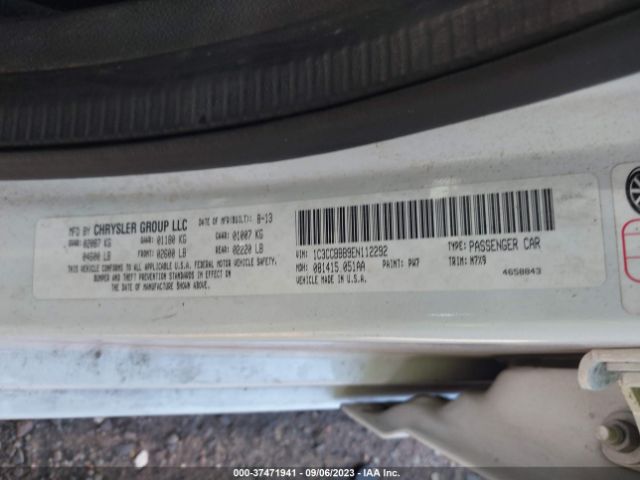 MFD BY CHRYSLER GROUP LLC DATE OF MFR(BUILT): 8-13
GVWR: 02087 KG GAWR: 01180 KG GAWR: 01007 KG
04600 LB FRONT: 02600 LB REAR: 02220 LB
THIS VEHICLE CONFORMS TO ALL APPLICABLE U.S.A. FEDERAL MOTOR VEHICLE SAFETY,
BUMPER AND THEFT PREVENTION STANDARDS IN EFFECT ON
THE DATE OF MANUFACTURE SHOWN ABOVE.
VIN: 1C3CCBBB9EN112292 TYPE: PASSENGER CAR
MDH: 081415 051AA PAINT: PW7 TRIM: M7X9
VEHICLE MADE IN U.S.A. 4658843
000-37471941 - 09/06/2023 - IAA Inc.